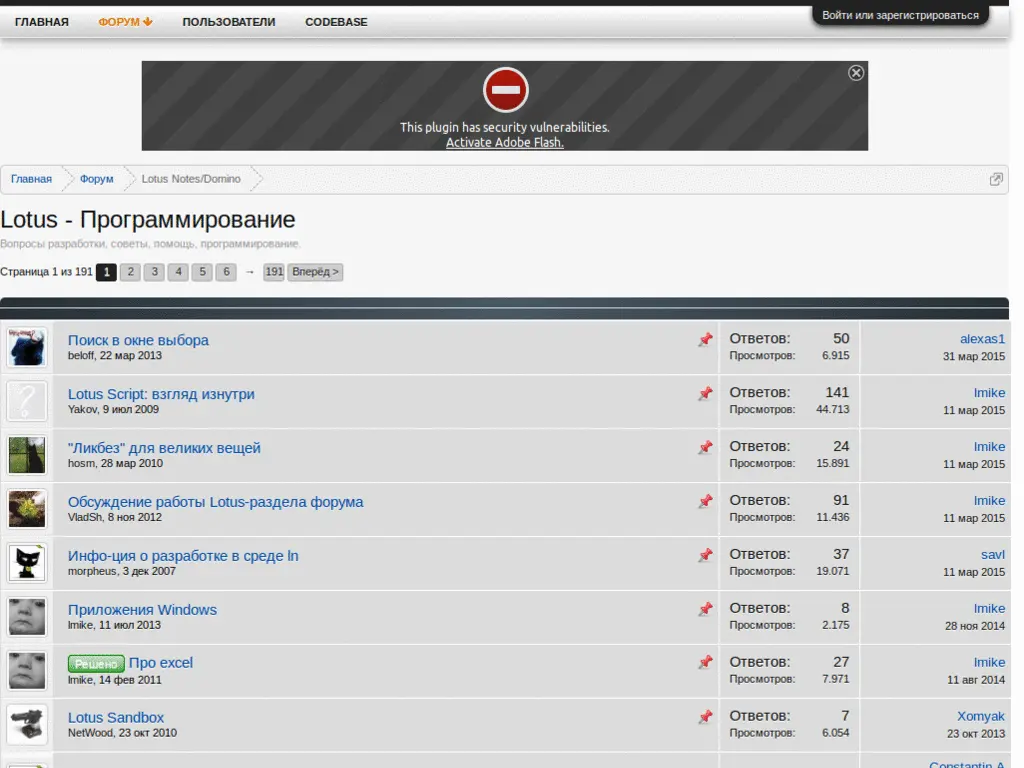 ГЛАВНАЯ ФОРУМ ПОЛЬЗОВАТЕЛИ CODEBASE
Войти или зарегистрироваться
This plugin has security vulnerabilities.
Activate Adobe Flash.
Главная Форум Lotus Notes/Domino
Lotus - Программирование
Вопросы разработки, советы, помощь, программирование.
Страница 1 из 191 1 2 3 4 5 6 → 191 Вперёд >
Поиск в окне выбора Ответов: 50 alexas1
beloff, 22 мар 2013 Просмотров: 6.915 31 мар 2015
Lotus Script: взгляд изнутри Ответов: 141 lmike
Yakov, 9 июл 2009 Просмотров: 44.713 11 мар 2015
"Ликбез" для великих вещей Ответов: 24 lmike
hosm, 28 мар 2010 Просмотров: 15.891 11 мар 2015
Обсуждение работы Lotus-раздела форума Ответов: 91 lmike
VladSh, 8 ноя 2012 Просмотров: 11.436 11 мар 2015
Инфо-ция о разработке в среде ln Ответов: 37 savl
morpheus, 3 дек 2007 Просмотров: 19.071 11 мар 2015
Приложения Windows Ответов: 8 lmike
lmike, 11 июл 2013 Просмотров: 2.175 28 ноя 2014
Решено Про excel Ответов: 27 lmike
lmike, 14 фев 2011 Просмотров: 7.971 11 авг 2014
Lotus Sandbox Ответов: 7 Xomyak
NetWood, 23 окт 2010 Просмотров: 6.054 23 окт 2013
Constantin A